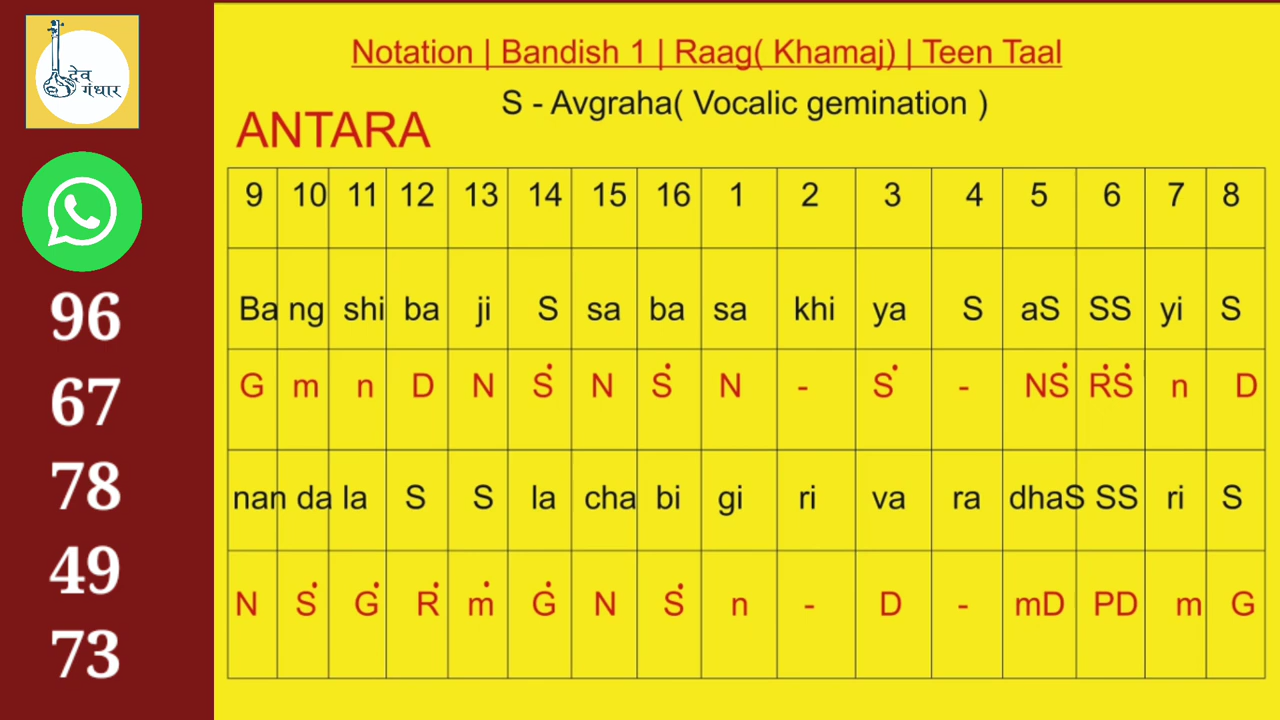 देव
गंधार
96
67
78
49
73
Notation | Bandish 1 | Raag( Khamaj) | Teen Taal
S - Avgraha( Vocalic gemination )
ANTARA
9 10 11 12 13 14 15 16 1 2 3 4 5 6 7 8
Ba ng shi ba ji S sa ba sa khi ya S aS SS yi S
G m n D N Ṡ N Ṡ N - Ṡ - NṠ ṘṠ n D
nan da la S S la cha bi gi ri va ra dhaS SS ri S
N Ṡ Ġ Ṙ ṁ Ġ N Ṡ n - D - mD PD m G